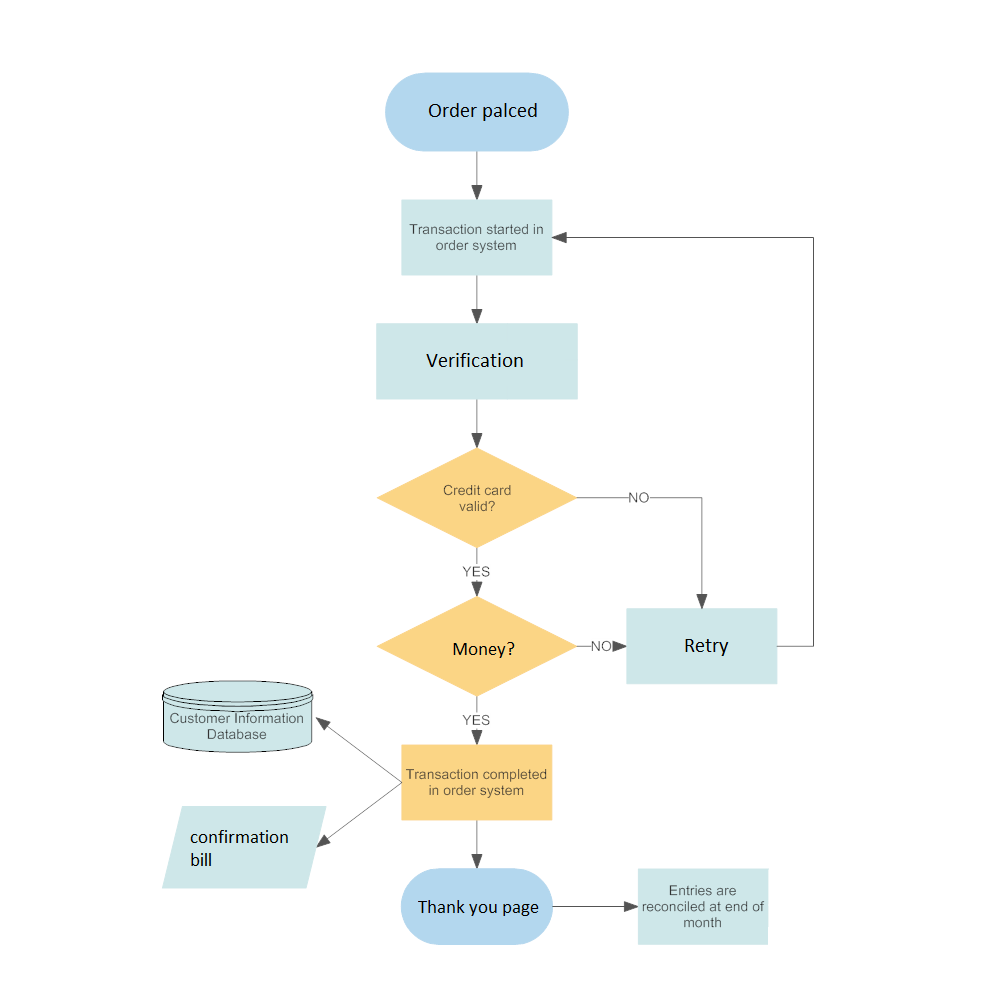 Order palced
Transaction started in
order system
Verification
Credit card
valid?
NO
YES
Money?
NO
Retry
YES
Customer Information
Database
Transaction completed
in order system
confirmation
bill
Thank you page
Entries are
reconciled at end of
month